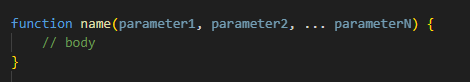 function name(parameter1, parameter2, ... parameterN) {
    // body
}